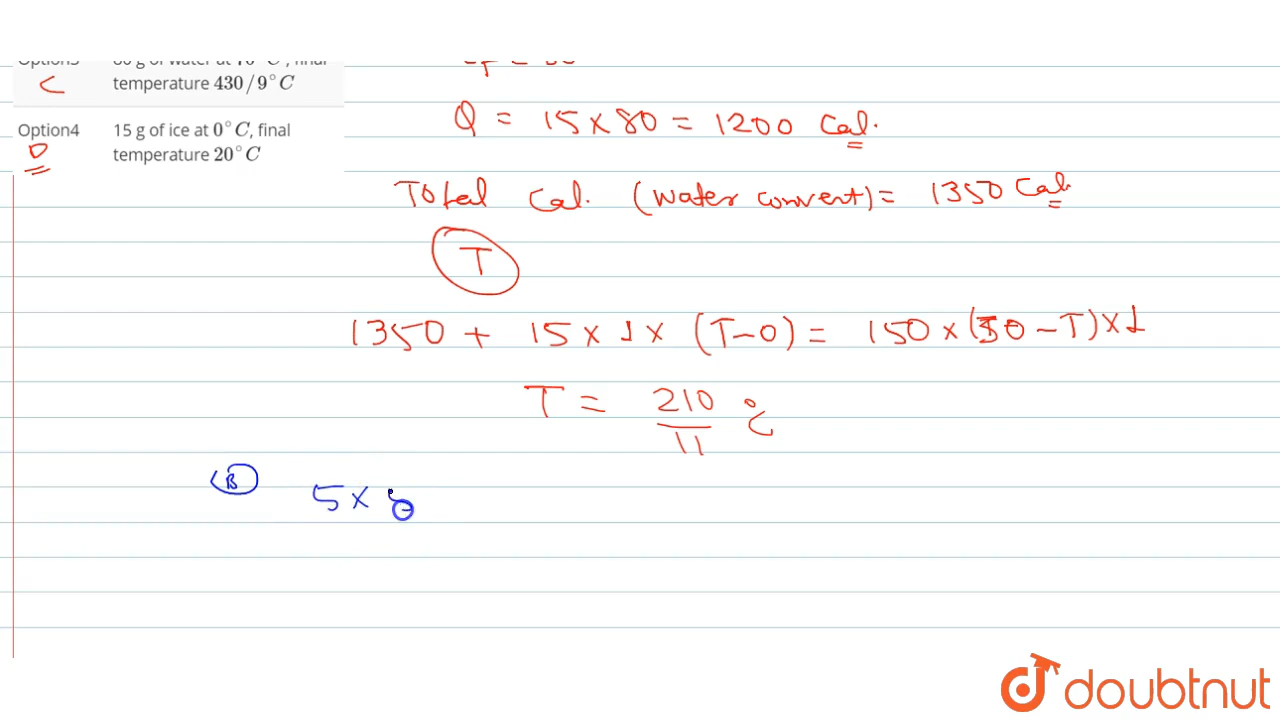 temperature 430/9°C
C
Option4 15 g of ice at 0°C, final
D temperature 20°C
Q = 15 × 80 = 1200 Cal.
Total Cal. (water convert) = 1350 Cal.
T
1350 + 15 × 1 × (T-0) = 150 × (30 - T) × 1
T = 210/11 °C
B 5 × 8
doubtnut